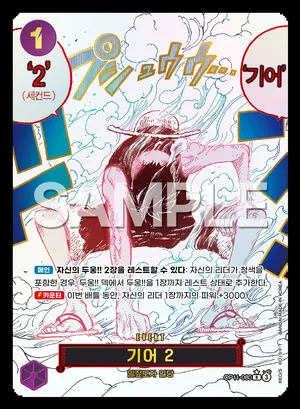 1
'2'
(세컨드)
プシュウウ…
'기어'
SAMPLE
메인 자신의 두웅!! 2장을 레스트할 수 있다: 자신의 리더가 청색을
포함한 경우, 두웅!! 덱에서 두웅!!을 1장까지 레스트 상태로 추가한다.
카운터 이번 배틀 동안, 자신의 리더 1장까지의 파워 +3000.
EVENT
기어 2
밀짚모자 일당